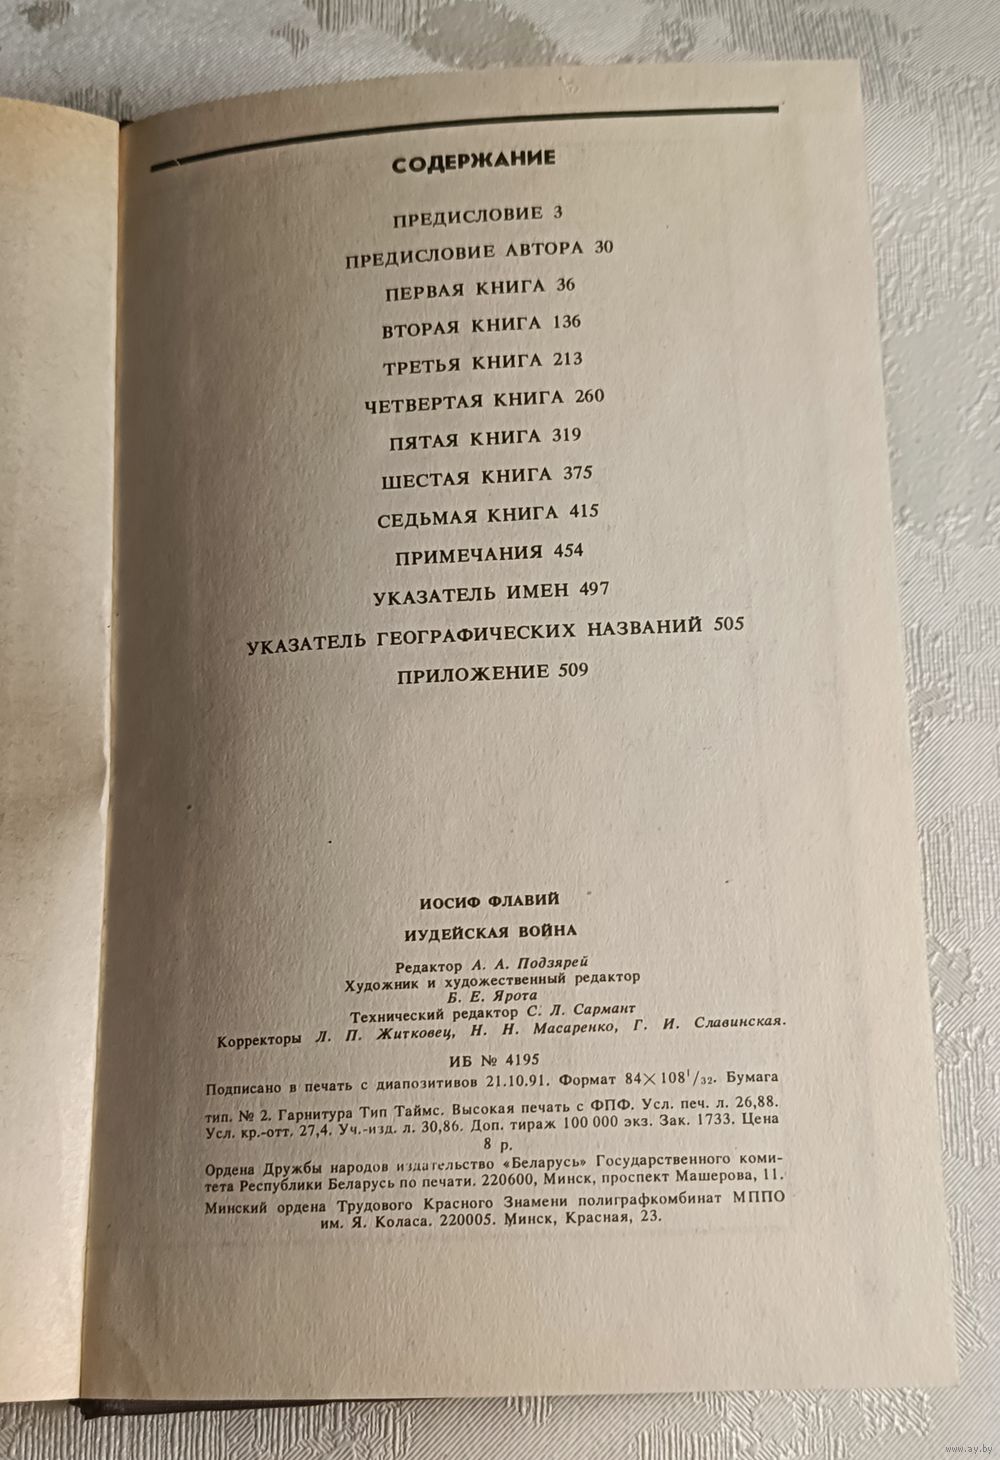 СОДЕРЖАНИЕ
ПРЕДИСЛОВИЕ 3
ПРЕДИСЛОВИЕ АВТОРА 30
ПЕРВАЯ КНИГА 36
ВТОРАЯ КНИГА 136
ТРЕТЬЯ КНИГА 213
ЧЕТВЕРТАЯ КНИГА 260
ПЯТАЯ КНИГА 319
ШЕСТАЯ КНИГА 375
СЕДЬМАЯ КНИГА 415
ПРИМЕЧАНИЯ 454
УКАЗАТЕЛЬ ИМЕН 497
УКАЗАТЕЛЬ ГЕОГРАФИЧЕСКИХ НАЗВАНИЙ 505
ПРИЛОЖЕНИЕ 509
ИОСИФ ФЛАВИЙ
ИУДЕЙСКАЯ ВОЙНА
Редактор А. А. Подзярей
Художник и художественный редактор
Б. Е. Ярота
Технический редактор С. Л. Сармант
Корректоры Л. П. Житковец, Н. Н. Масаренко, Г. И. Славинская.
ИБ № 4195
Подписано в печать с диапозитивов 21.10.91. Формат 84×108¹/₃₂. Бумага
тип. № 2. Гарнитура Тип Таймс. Высокая печать с ФПФ. Усл. печ. л. 26,88.
Усл. кр.-отт. 27,4. Уч.-изд. л. 30,86. Доп. тираж 100 000 экз. Зак. 1733. Цена
8 р.
Ордена Дружбы народов издательство «Беларусь» Государственного коми-
тета Республики Беларусь по печати. 220600, Минск, проспект Машерова, 11.
Минский ордена Трудового Красного Знамени полиграфкомбинат МППО
им. Я. Коласа. 220005. Минск, Красная, 23.
www.ay.by